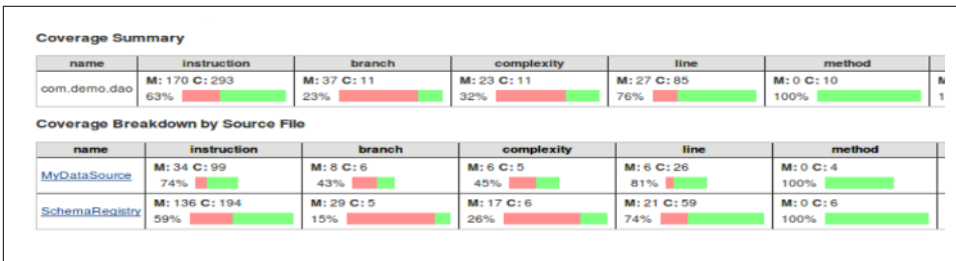 Coverage Summary
name instruction branch complexity line method
com.demo.dao M: 170 C: 293 M: 37 C: 11 M: 23 C: 11 M: 27 C: 85 M: 0 C: 10 M
63% 23% 32% 76% 100% 1
Coverage Breakdown by Source File
name instruction branch complexity line method
MyDataSource M: 34 C: 99 M: 8 C: 6 M: 6 C: 5 M: 6 C: 26 M: 0 C: 4
74% 43% 45% 81% 100%
SchemaRegistry M: 136 C: 194 M: 29 C: 5 M: 17 C: 6 M: 21 C: 59 M: 0 C: 6
59% 15% 26% 74% 100%